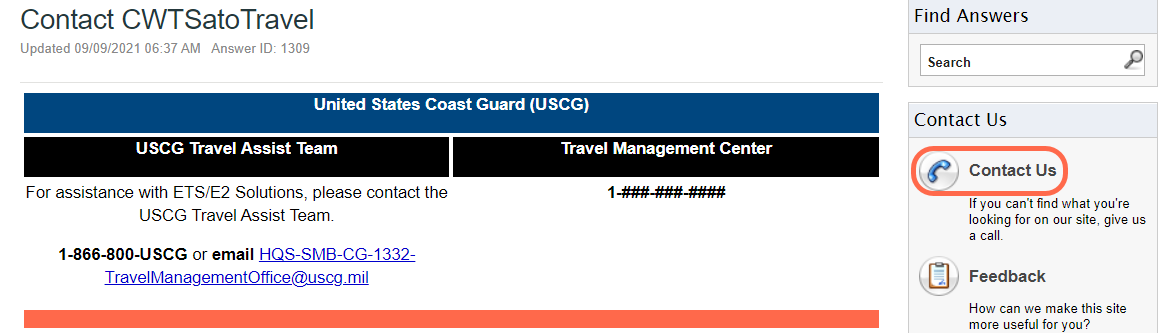 Contact CWTSatoTravel
Updated 09/09/2021 06:37 AM Answer ID: 1309
United States Coast Guard (USCG)
USCG Travel Assist Team
Travel Management Center
For assistance with ETS/E2 Solutions, please contact the
USCG Travel Assist Team.
1-866-800-USCG or email HQS-SMB-CG-1332-
TravelManagementOffice@uscg.mil
1-###-###-####
Find Answers
Search
Contact Us
Contact Us
If you can't find what you're
looking for on our site, give us
a call.
Feedback
How can we make this site
more useful for you?